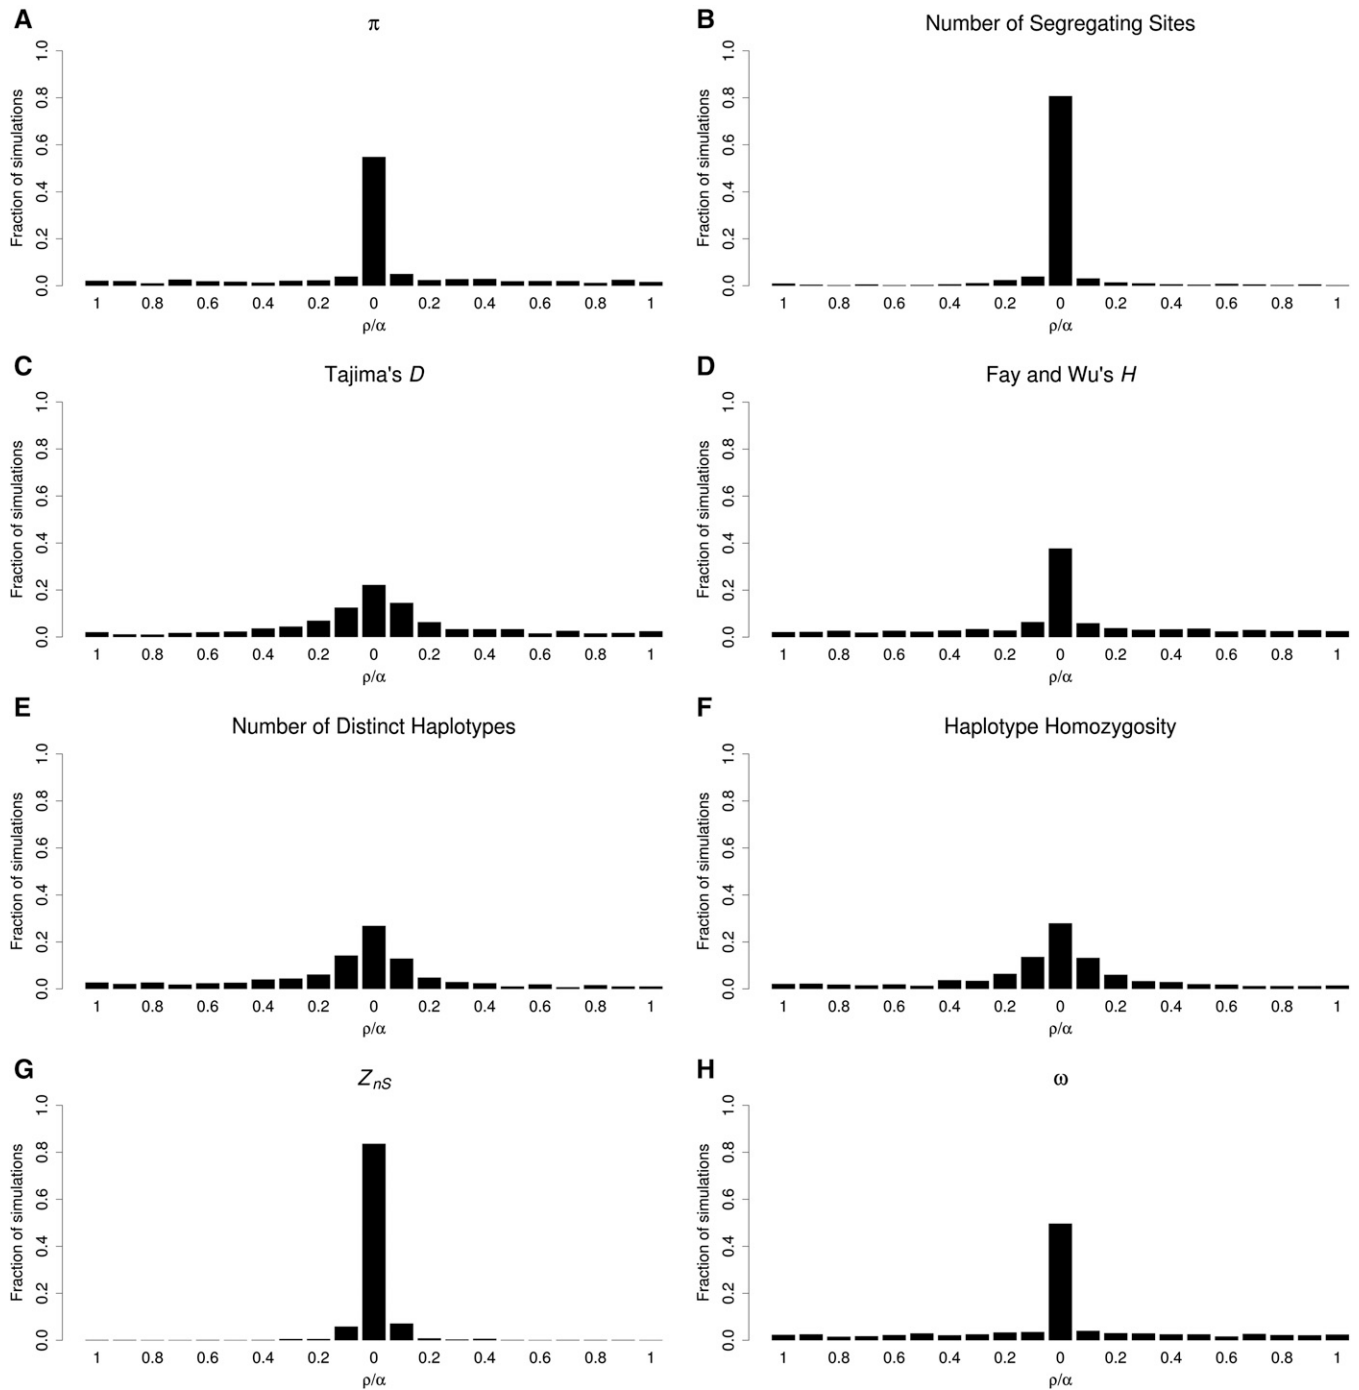 A
π
Fraction of simulations
0.0 0.2 0.4 0.6 0.8 1.0
1 0.8 0.6 0.4 0.2 0 0.2 0.4 0.6 0.8 1
ρ/α
B
Number of Segregating Sites
Fraction of simulations
0.0 0.2 0.4 0.6 0.8 1.0
1 0.8 0.6 0.4 0.2 0 0.2 0.4 0.6 0.8 1
ρ/α
C
Tajima's D
Fraction of simulations
0.0 0.2 0.4 0.6 0.8 1.0
1 0.8 0.6 0.4 0.2 0 0.2 0.4 0.6 0.8 1
ρ/α
D
Fay and Wu's H
Fraction of simulations
0.0 0.2 0.4 0.6 0.8 1.0
1 0.8 0.6 0.4 0.2 0 0.2 0.4 0.6 0.8 1
ρ/α
E
Number of Distinct Haplotypes
Fraction of simulations
0.0 0.2 0.4 0.6 0.8 1.0
1 0.8 0.6 0.4 0.2 0 0.2 0.4 0.6 0.8 1
ρ/α
F
Haplotype Homozygosity
Fraction of simulations
0.0 0.2 0.4 0.6 0.8 1.0
1 0.8 0.6 0.4 0.2 0 0.2 0.4 0.6 0.8 1
ρ/α
G
ZnS
Fraction of simulations
0.0 0.2 0.4 0.6 0.8 1.0
1 0.8 0.6 0.4 0.2 0 0.2 0.4 0.6 0.8 1
ρ/α
H
ω
Fraction of simulations
0.0 0.2 0.4 0.6 0.8 1.0
1 0.8 0.6 0.4 0.2 0 0.2 0.4 0.6 0.8 1
ρ/α